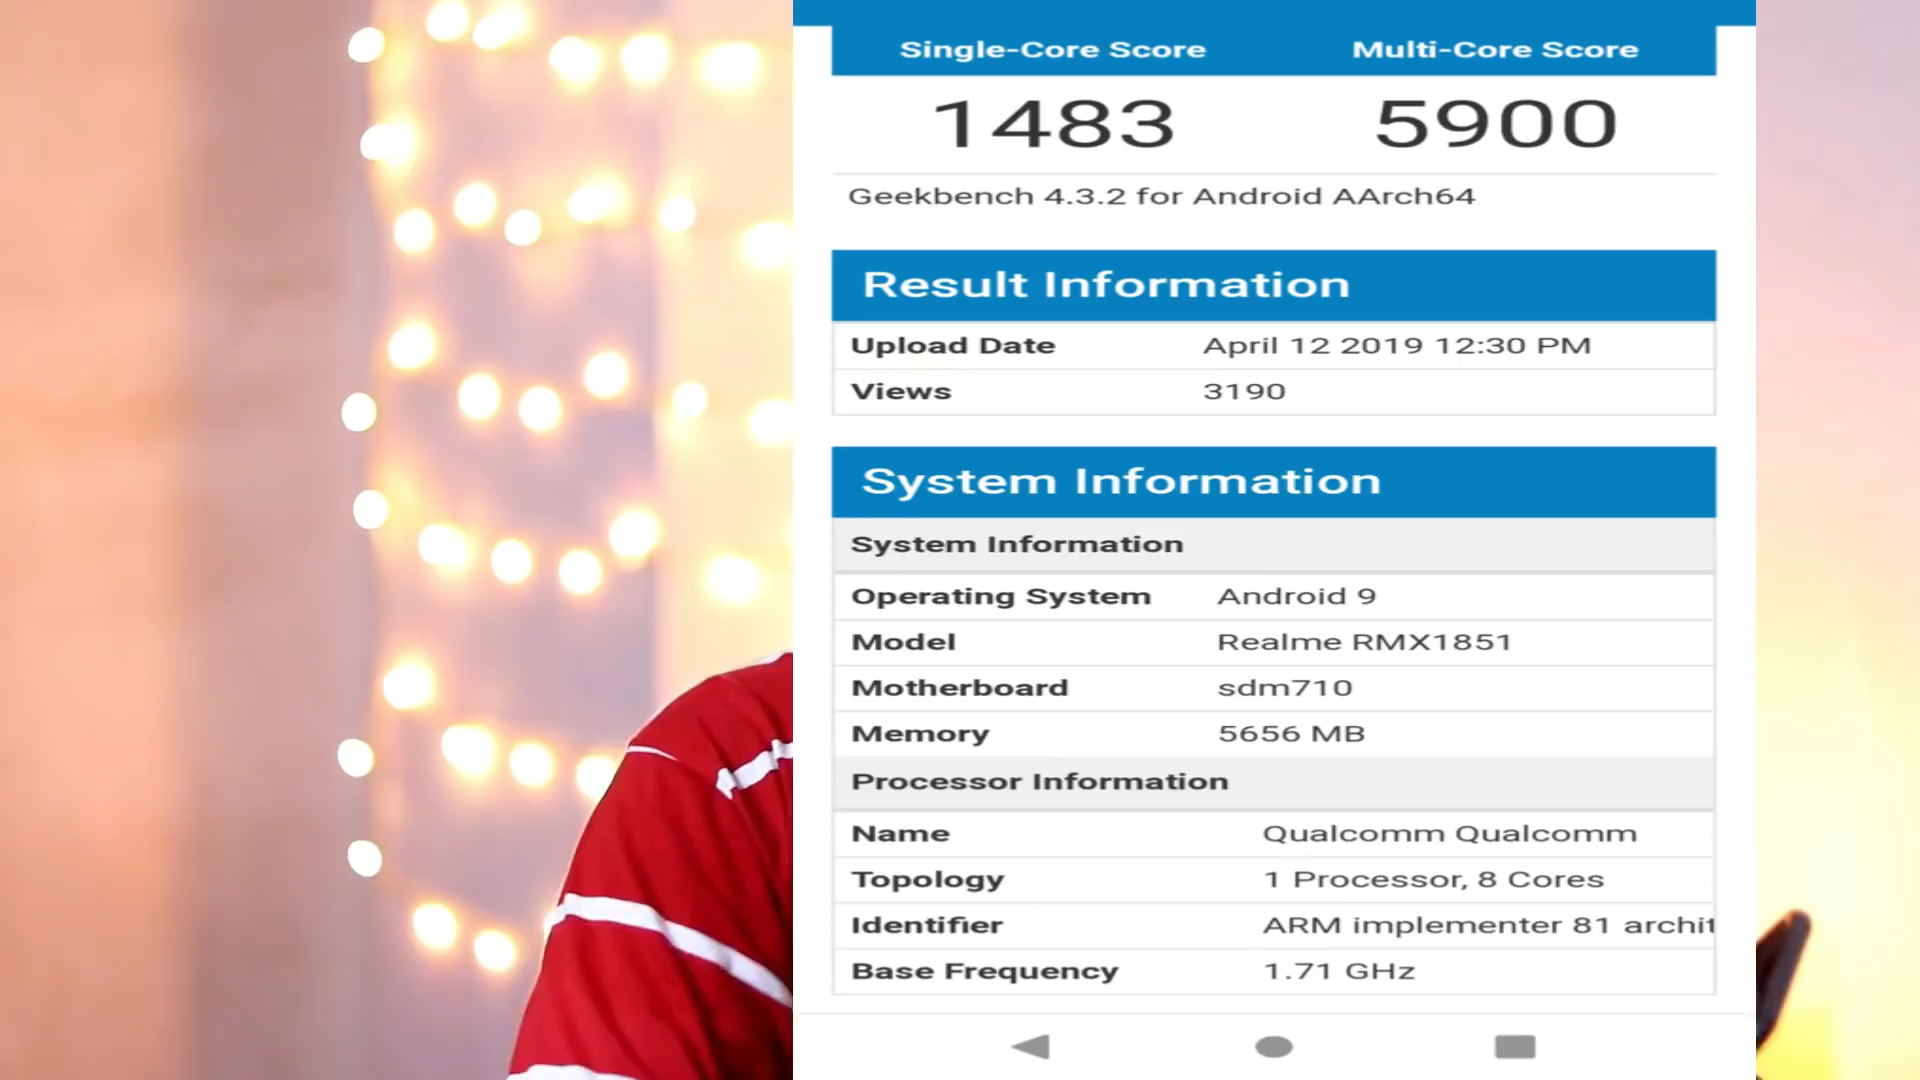 Single-Core Score Multi-Core Score
1483 5900
Geekbench 4.3.2 for Android AArch64
Result Information
Upload Date April 12 2019 12:30 PM
Views 3190
System Information
System Information
Operating System Android 9
Model Realme RMX1851
Motherboard sdm710
Memory 5656 MB
Processor Information
Name Qualcomm Qualcomm
Topology 1 Processor, 8 Cores
Identifier ARM implementer 81 archit
Base Frequency 1.71 GHz